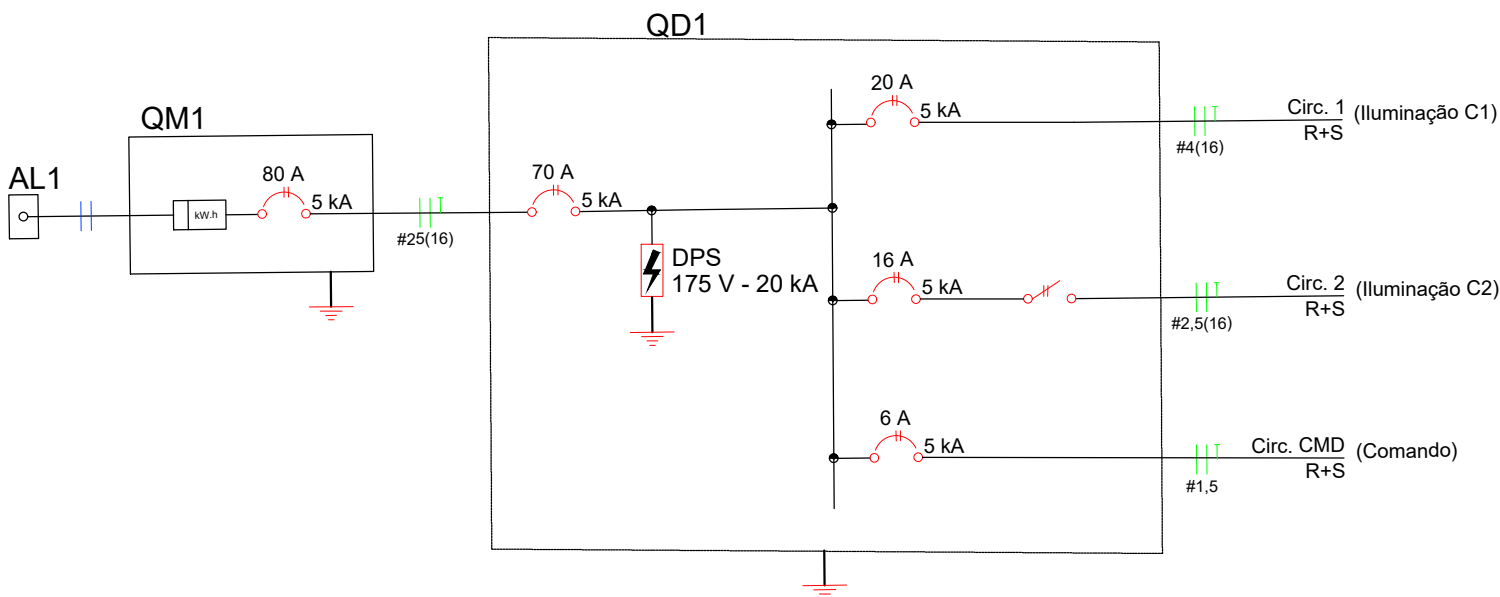 QD1
QM1
AL1
kW.h
80 A
5 kA
#25(16)
70 A
5 kA
DPS
175 V - 20 kA
20 A
5 kA
#4(16)
Circ. 1 (Iluminação C1)
R+S
16 A
5 kA
#2,5(16)
Circ. 2 (Iluminação C2)
R+S
6 A
5 kA
#1,5
Circ. CMD (Comando)
R+S